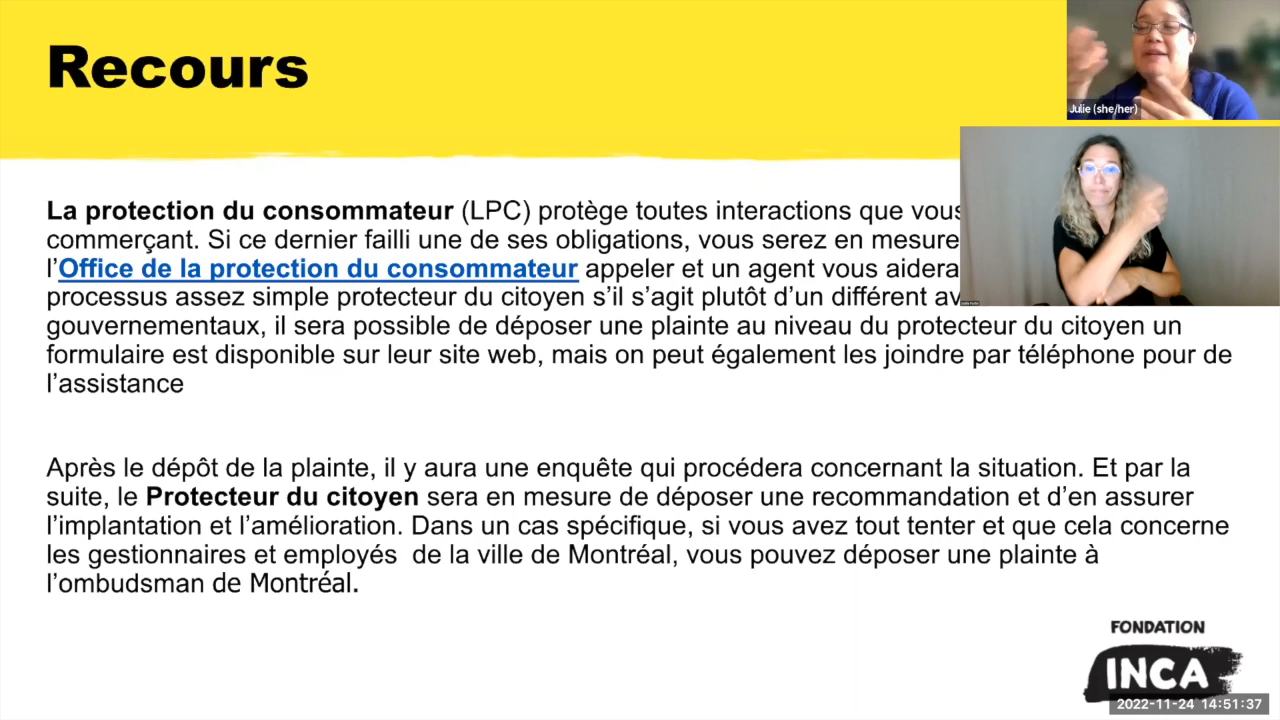 Recours
Julie (she/her)
La protection du consommateur (LPC) protège toutes interactions que vous
commerçant. Si ce dernier failli une de ses obligations, vous serez en mesure
l’Office de la protection du consommateur appeler et un agent vous aidera
processus assez simple protecteur du citoyen s’il s’agit plutôt d’un différent av
gouvernementaux, il sera possible de déposer une plainte au niveau du protecteur du citoyen un
formulaire est disponible sur leur site web, mais on peut également les joindre par téléphone pour de
l’assistance
Après le dépôt de la plainte, il y aura une enquête qui procédera concernant la situation. Et par la
suite, le Protecteur du citoyen sera en mesure de déposer une recommandation et d’en assurer
l’implantation et l’amélioration. Dans un cas spécifique, si vous avez tout tenter et que cela concerne
les gestionnaires et employés  de la ville de Montréal, vous pouvez déposer une plainte à
l’ombudsman de Montréal.
FONDATION
INCA
2022-11-24 14:51:37